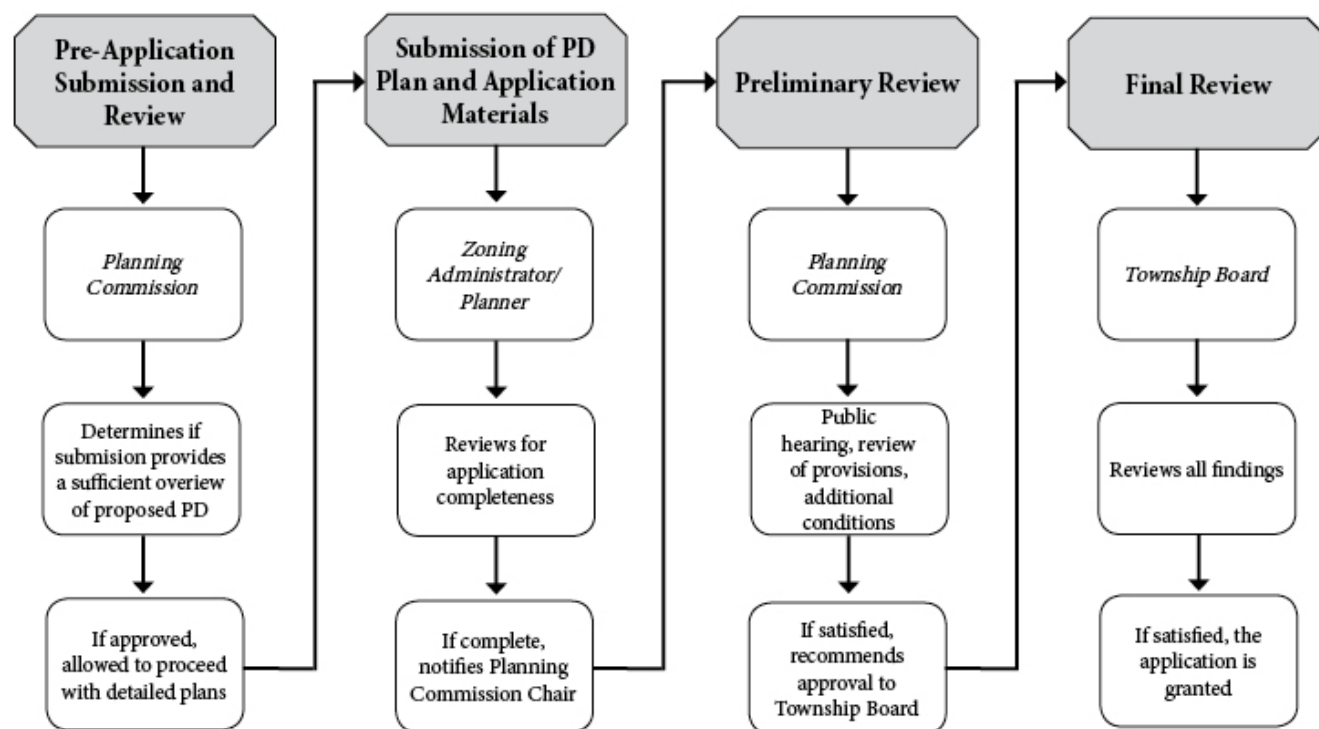 Pre-Application
Submission and
Review
Planning
Commission
Determines if
submision provides
a sufficient overiew
of proposed PD
If approved,
allowed to proceed
with detailed plans
Submission of PD
Plan and Application
Materials
Zoning
Administrator/
Planner
Reviews for
application
completeness
If complete,
notifies Planning
Commission Chair
Preliminary Review
Planning
Commission
Public
hearing, review
of provisions,
additional
conditions
If satisfied,
recommends
approval to
Township Board
Final Review
Township Board
Reviews all findings
If satisfied, the
application is
granted